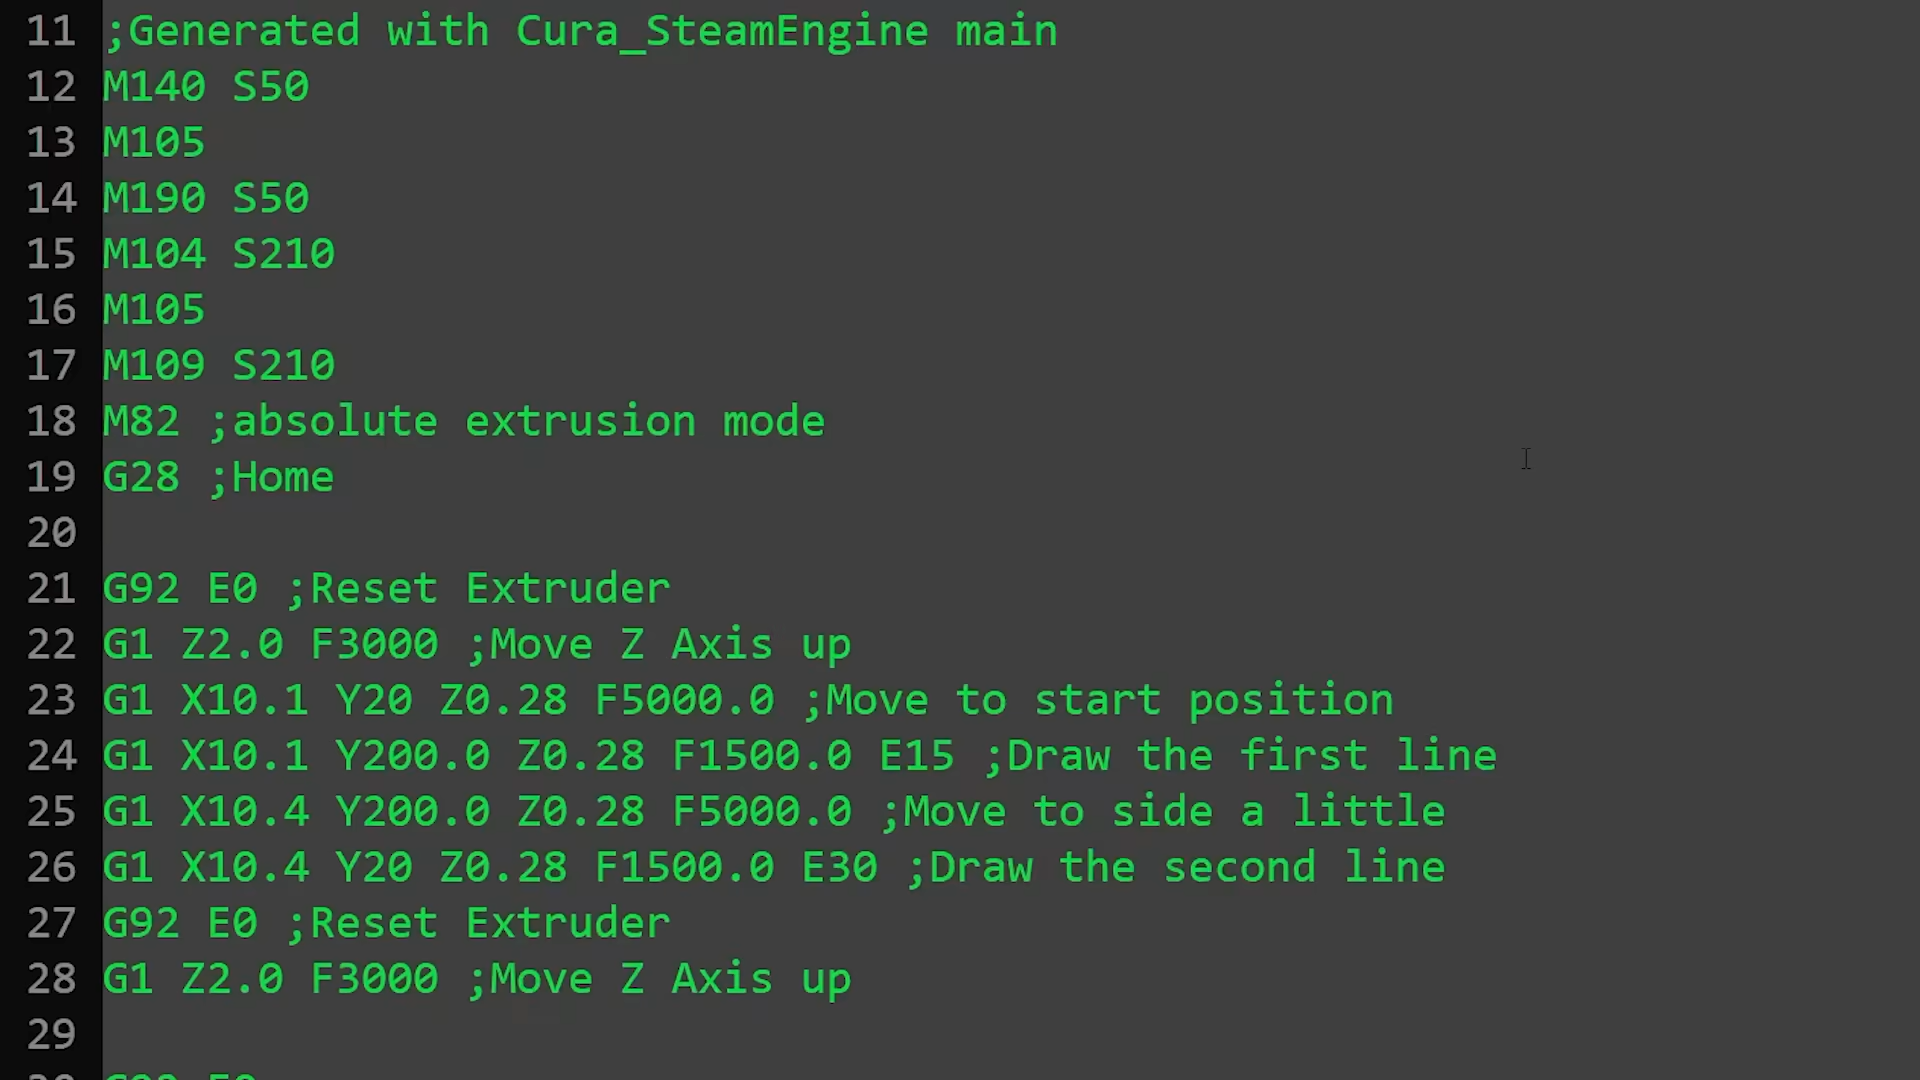 11 ;Generated with Cura_SteamEngine main
12 M140 S50
13 M105
14 M190 S50
15 M104 S210
16 M105
17 M109 S210
18 M82 ;absolute extrusion mode
19 G28 ;Home
20
21 G92 E0 ;Reset Extruder
22 G1 Z2.0 F3000 ;Move Z Axis up
23 G1 X10.1 Y20 Z0.28 F5000.0 ;Move to start position
24 G1 X10.1 Y200.0 Z0.28 F1500.0 E15 ;Draw the first line
25 G1 X10.4 Y200.0 Z0.28 F5000.0 ;Move to side a little
26 G1 X10.4 Y20 Z0.28 F1500.0 E30 ;Draw the second line
27 G92 E0 ;Reset Extruder
28 G1 Z2.0 F3000 ;Move Z Axis up
29